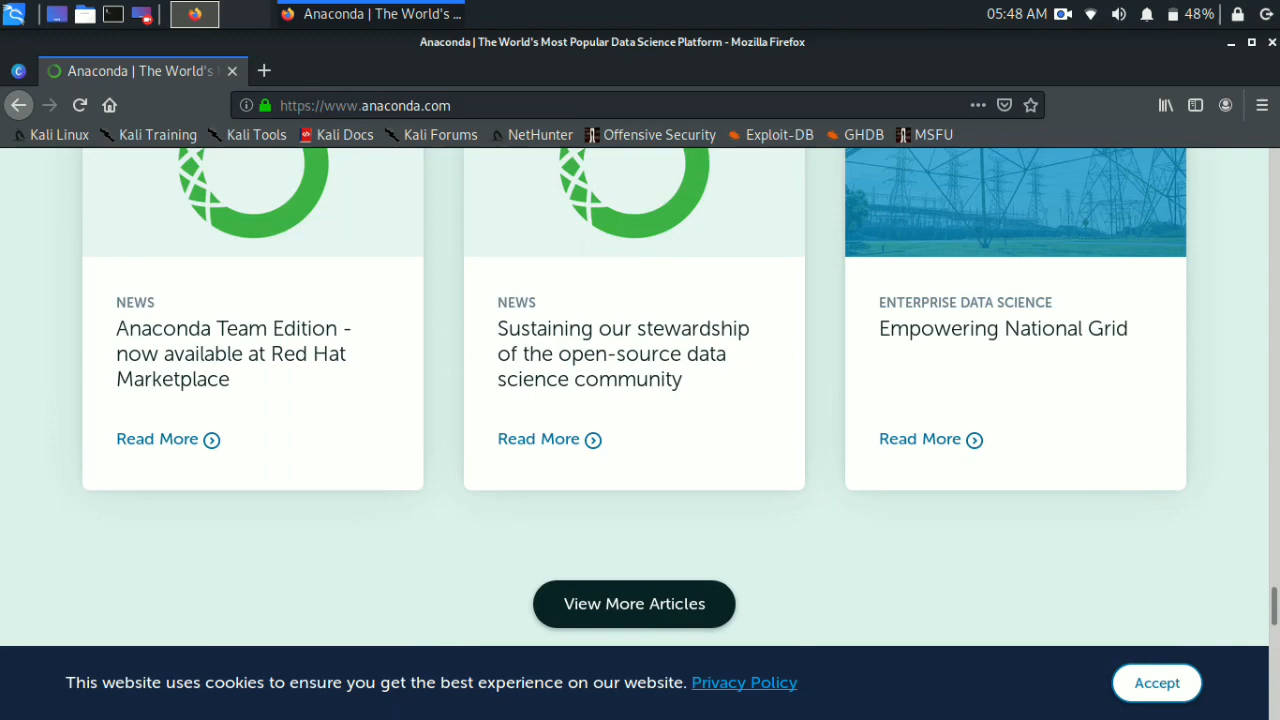 Anaconda | The World's ...
05:48 AM
48%
Anaconda | The World's Most Popular Data Science Platform - Mozilla Firefox
Anaconda | The World's
https://www.anaconda.com
Kali Linux Kali Training Kali Tools Kali Docs Kali Forums NetHunter Offensive Security Exploit-DB GHDB MSFU
NEWS
Anaconda Team Edition -
now available at Red Hat
Marketplace
Read More
NEWS
Sustaining our stewardship
of the open-source data
science community
Read More
ENTERPRISE DATA SCIENCE
Empowering National Grid
Read More
View More Articles
This website uses cookies to ensure you get the best experience on our website. Privacy Policy
Accept